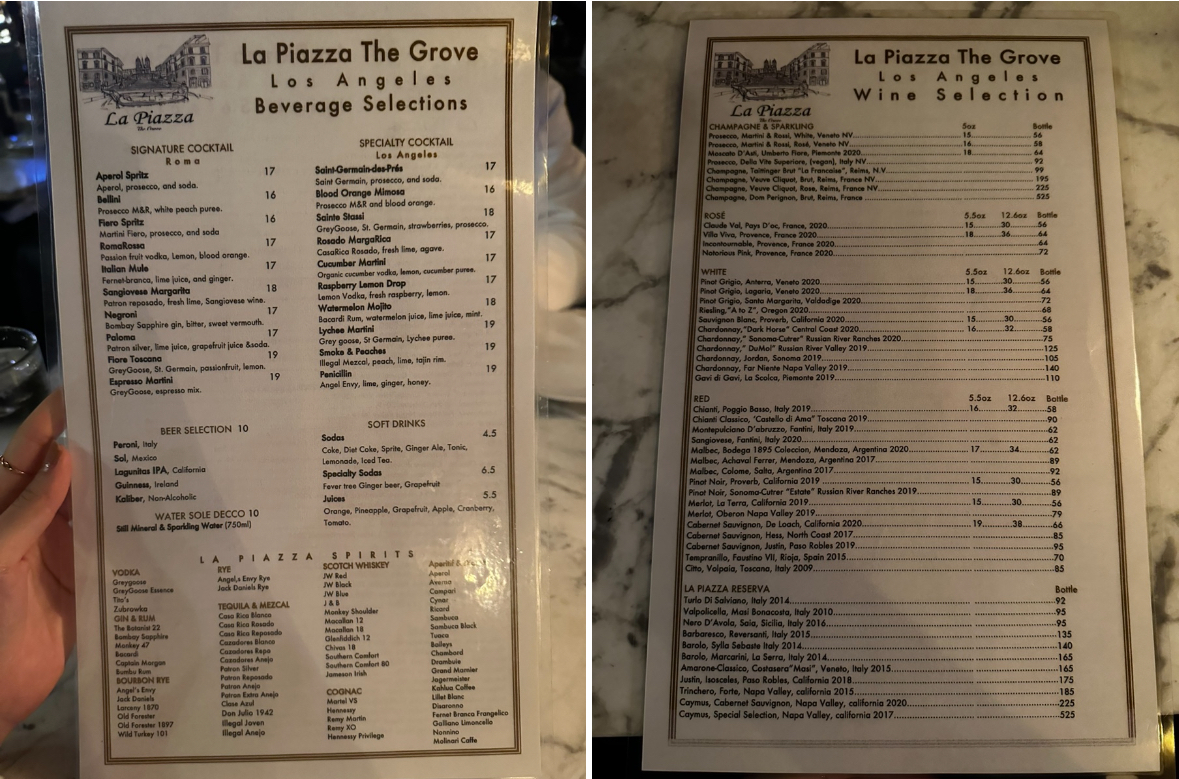 La Piazza The Grove
Los Angeles
Beverage Selections
La Piazza
The Grove
SIGNATURE COCKTAIL
Roma
Aperol Spritz 17
Aperol, prosecco, and soda.
Bellini 16
Prosecco M&R, white peach puree.
Fiero Spritz 16
Martini Fiero, prosecco, and soda
RomaRossa 17
Passion fruit vodka, Lemon, blood orange.
Italian Mule 17
Fernet-branca, lime juice, and ginger.
Sangiovese Margarita 18
Patron reposado, fresh lime, Sangiovese wine.
Negroni 17
Bombay Sapphire gin, bitter, sweet vermouth.
Paloma 17
Patron silver, lime juice, grapefruit juice &soda.
Fiore Toscana 19
GreyGoose, St. Germain, passionfruit, lemon.
Espresso Martini 19
GreyGoose, espresso mix.
SPECIALTY COCKTAIL
Los Angeles
Saint-Germain-des-Prés 17
Saint Germain, prosecco, and soda.
Blood Orange Mimosa 16
Prosecco M&R and blood orange.
Sainte Stassi 18
GreyGoose, St. Germain, strawberries, prosecco.
Rosado MargaRica 17
CasaRica Rosado, fresh lime, agave.
Cucumber Martini 17
Organic cucumber vodka, lemon, cucumber puree.
Raspberry Lemon Drop 17
Lemon Vodka, fresh raspberry, lemon.
Watermelon Mojito 18
Bacardi Rum, watermelon juice, lime juice, mint.
Lychee Martini 19
Grey goose, St Germain, Lychee puree.
Smoke & Peaches 19
Illegal Mezcal, peach, lime, tajin rim.
Penicillin 19
Angel Envy, lime, ginger, honey.
BEER SELECTION 10
Peroni, Italy
Sol, Mexico
Lagunitas IPA, California
Guinness, Ireland
Kaliber, Non-Alcoholic
WATER SOLE DECCO 10
Still Mineral & Sparkling Water (750ml)
SOFT DRINKS
Sodas 4.5
Coke, Diet Coke, Sprite, Ginger Ale, Tonic,
Lemonade, Iced Tea.
Specialty Sodas 6.5
Fever tree Ginger beer, Grapefruit
Juices 5.5
Orange, Pineapple, Grapefruit, Apple, Cranberry,
Tomato.
LA PIAZZA SPIRITS
VODKA
Greygoose
GreyGoose Essence
Tito's
Zubrowka
GIN & RUM
The Botanist 22
Bombay Sapphire
Monkey 47
Bacardi
Captain Morgan
Bumbu Rum
BOURBON RYE
Angel's Envy
Jack Daniels
Larceny 1870
Old Forester
Old Forester 1897
Wild Turkey 101
RYE
Angel,s Envy Rye
Jack Daniels Rye
TEQUILA & MEZCAL
Casa Rica Blanco
Casa Rica Rosado
Casa Rica Reposado
Cazadores Blanco
Cazadores Repo
Cazadores Anejo
Patron Silver
Patron Reposado
Patron Anejo
Patron Extra Anejo
Clase Azul
Don Julio 1942
Illegal Joven
Illegal Anejo
SCOTCH WHISKEY
JW Red
JW Black
JW Blue
J & B
Monkey Shoulder
Macallan 12
Macallan 18
Glenfiddich 12
Chivas 18
Southern Comfort
Southern Comfort 80
Jameson Irish
COGNAC
Martel VS
Hennessy
Remy Martin
Remy XO
Hennessy Privilege
Aperitif &
Aperol
Averna
Campari
Cynar
Ricard
Sambuca
Sambuca Black
Tuaca
Baileys
Chambord
Drambuie
Grand Marnier
Jagermeister
Kahlua Coffee
Lillet Blanc
Disaronno
Fernet Branca Frangelico
Galliano Limoncello
Nonnino
Molinari Caffe
La Piazza The Grove
Los Angeles
Wine Selection
La Piazza
The Grove
CHAMPAGNE & SPARKLING 5oz Bottle
Prosecco, Martini & Rossi, White, Veneto NV 15 56
Prosecco, Martini & Rossi, Rosé, Veneto NV 16 58
Moscato D'Asti, Umberto Fiore, Piemonte 2020 18 64
Prosecco, Della Vite Superiore, (vegan), Italy NV 92
Champagne, Taittinger Brut "La Francaise", Reims, N.V 99
Champagne, Veuve Cliquot, Brut, Reims, France NV 195
Champagne, Veuve Cliquot, Rose, Reims, France NV 225
Champagne, Dom Perignon, Brut, Reims, France 525
ROSÉ 5.5oz 12.6oz Bottle
Claude Val, Pays D'oc, France, 2020 15 30 56
Villa Viva, Provence, France 2020 18 36 64
Incontournable, Provence, France 2020 64
Notorious Pink, Provence, France 2020 72
WHITE 5.5oz 12.6oz Bottle
Pinot Grigio, Anterra, Veneto 2020 15 30 56
Pinot Grigio, Lagaria, Veneto 2020 18 36 64
Pinot Grigio, Santa Margarita, Valdadige 2020 72
Riesling,"A to Z", Oregon 2020 68
Sauvignon Blanc, Proverb, California 2020 15 30 56
Chardonnay,"Dark Horse" Central Coast 2020 16 32 58
Chardonnay," Sonoma-Cutrer" Russian River Ranches 2020 75
Chardonnay," DuMol" Russian River Valley 2019 125
Chardonnay, Jordan, Sonoma 2019 105
Chardonnay, Far Niente Napa Valley 2020 140
Gavi di Gavi, La Scolca, Piemonte 2019 110
RED 5.5oz 12.6oz Bottle
Chianti, Poggio Basso, Italy 2019 16 32 58
Chianti Classico, 'Castello di Ama" Toscana 2019 90
Montepulciano D'abruzzo, Fantini, Italy 2019 62
Sangiovese, Fantini, Italy 2020 62
Malbec, Bodega 1895 Coleccion, Mendoza, Argentina 2020 17 34 62
Malbec, Achaval Ferrer, Mendoza, Argentina 2017 89
Malbec, Colome, Salta, Argentina 2017 92
Pinot Noir, Proverb, California 2019 15 30 56
Pinot Noir, Sonoma-Cutrer "Estate" Russian River Ranches 2019 89
Merlot, La Terra, California 2019 15 30 56
Merlot, Oberon Napa Valley 2019 79
Cabernet Sauvignon, De Loach, California 2020 19 38 66
Cabernet Sauvignon, Hess, North Coast 2017 85
Cabernet Sauvignon, Justin, Paso Robles 2019 95
Tempranillo, Faustino VII, Rioja, Spain 2015 70
Citto, Volpaia, Toscana, Italy 2009 85
LA PIAZZA RESERVA Bottle
Turlo Di Salviano, Italy 2014 92
Valpolicella, Masi Bonacosta, Italy 2010 95
Nero D'Avola, Saia, Sicilia, Italy 2016 95
Barbaresco, Reversanti, Italy 2015 135
Barolo, Sylla Sebaste Italy 2014 140
Barolo, Marcarini, La Serra, Italy 2014 165
Amarone-Classico, Costasera"Masi", Veneto, Italy 2015 165
Justin, Isosceles, Paso Robles, California 2018 175
Trinchero, Forte, Napa Valley, california 2015 185
Caymus, Cabernet Sauvignon, Napa Valley, california 2020 225
Caymus, Special Selection, Napa Valley, california 2017 525